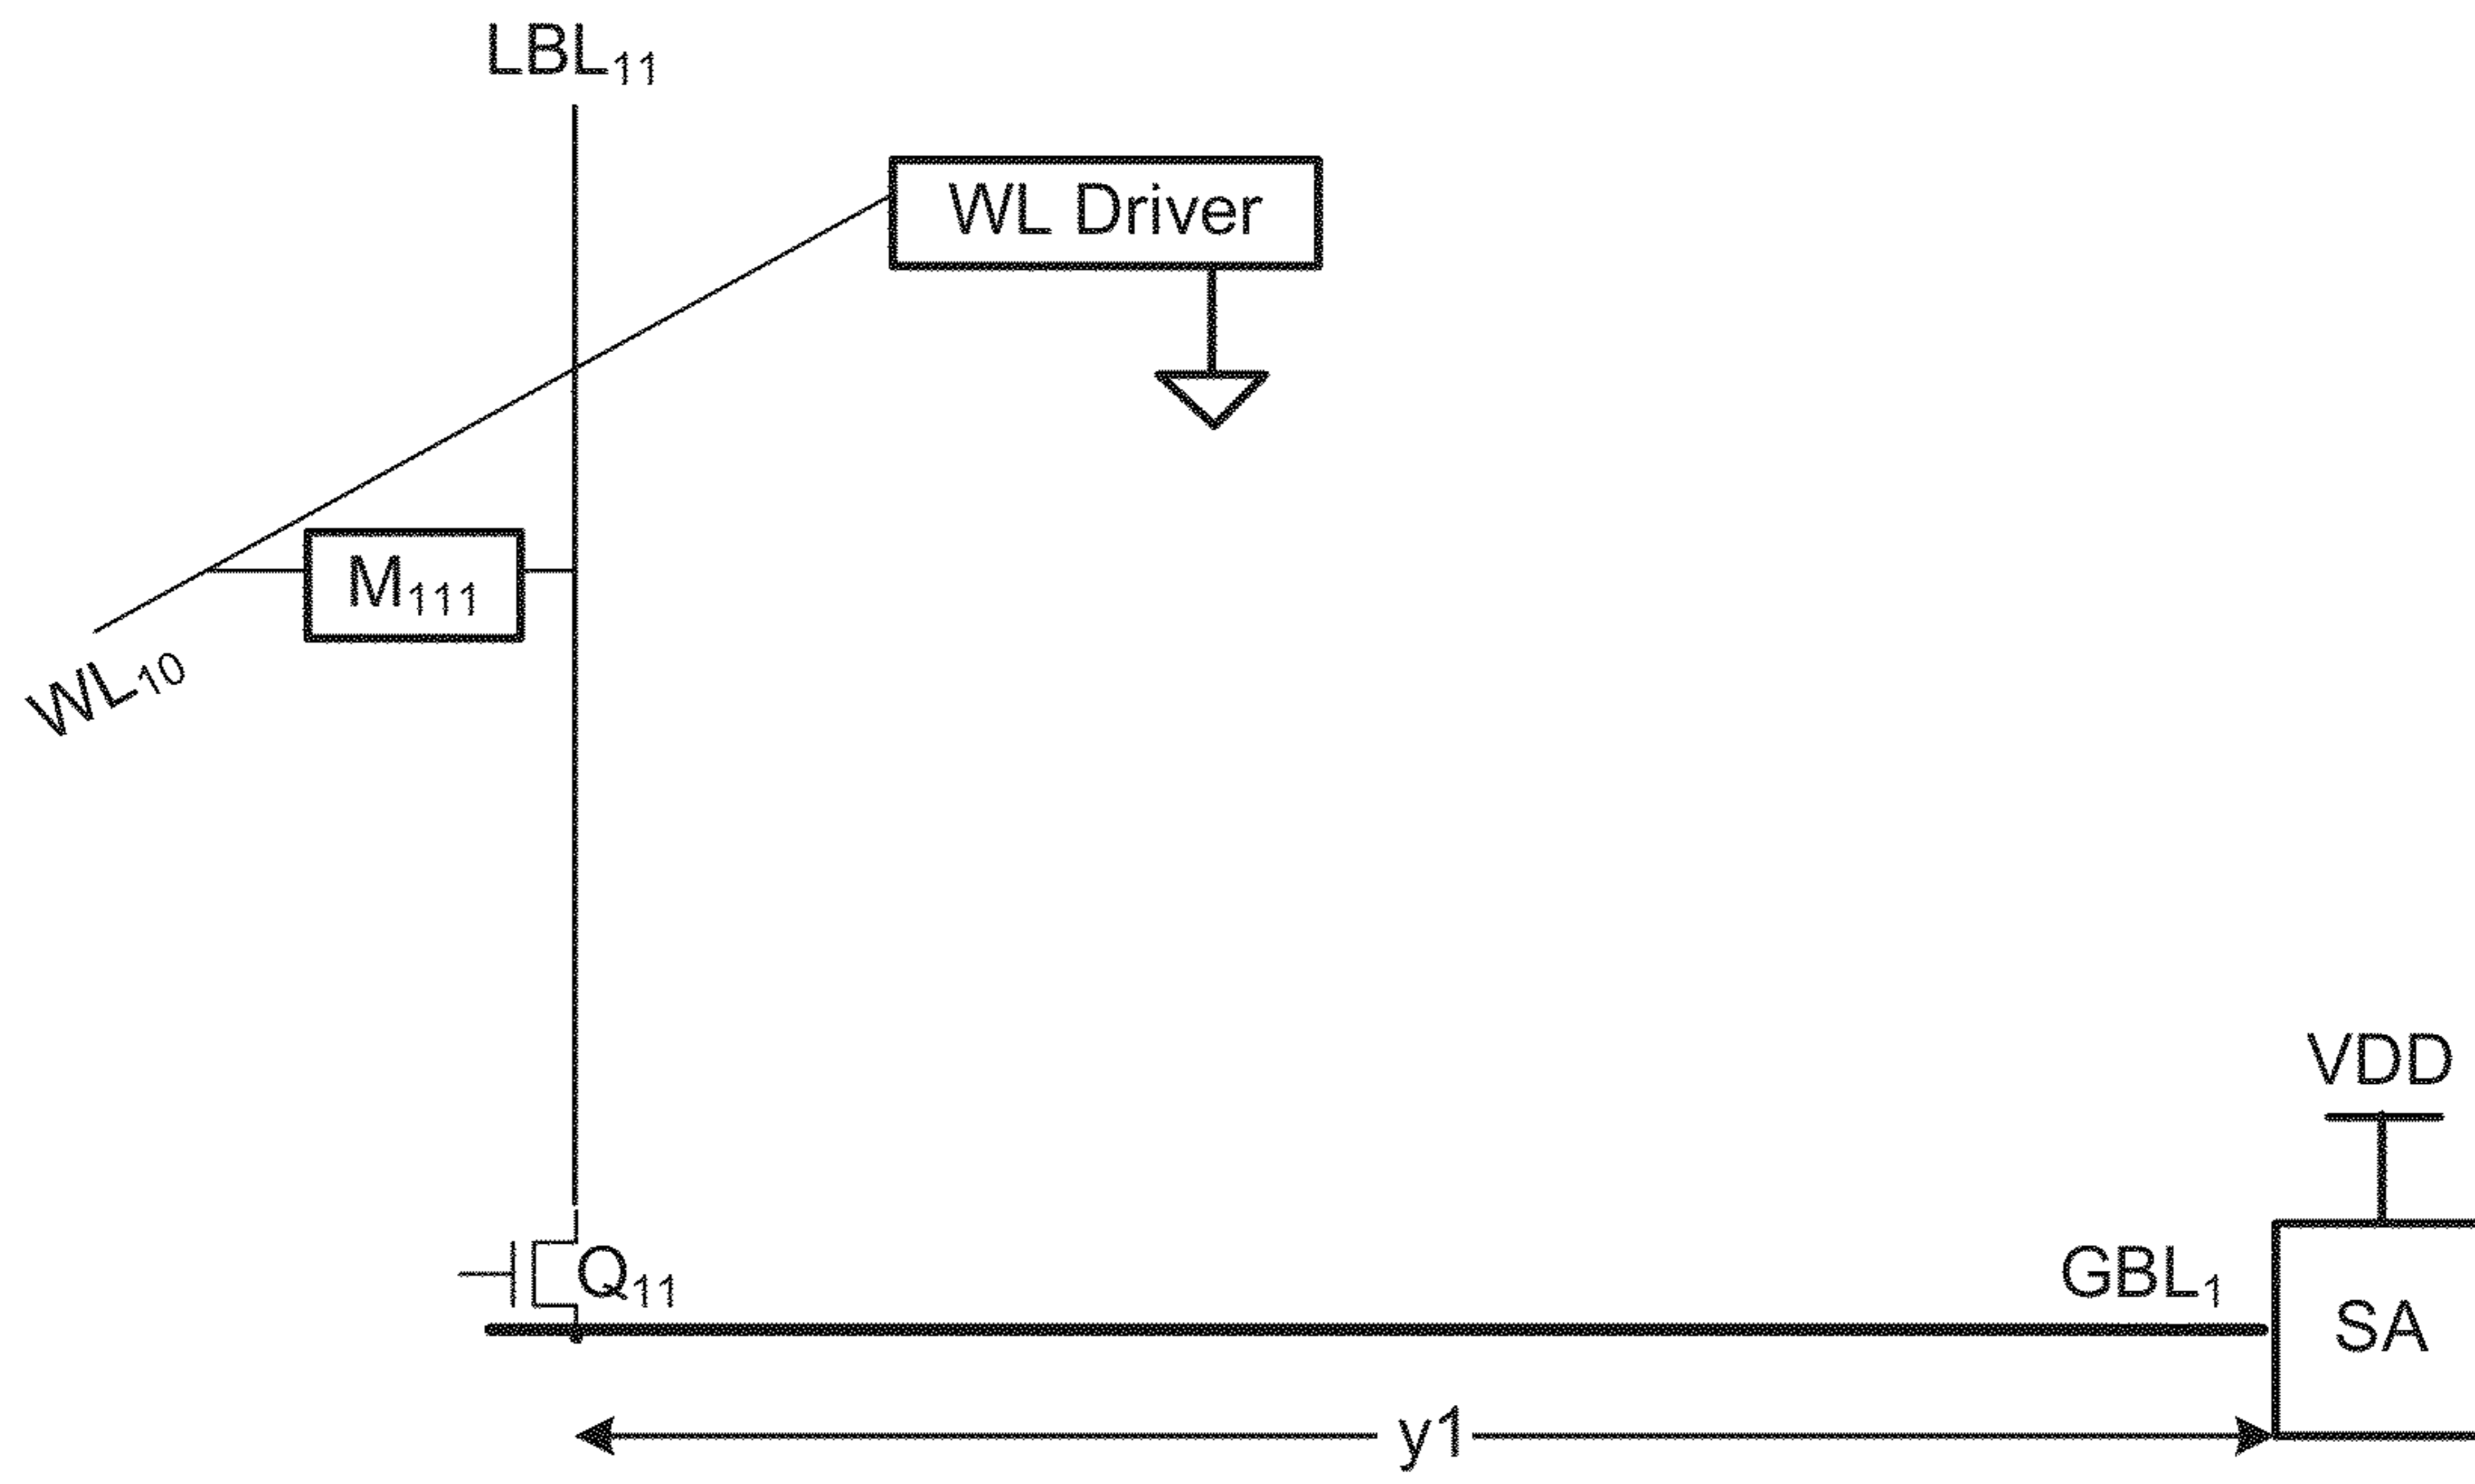 LBL₁₁
WL Driver
M₁₁₁
WL₁₀
VDD
Q₁₁
GBL₁
SA
y1